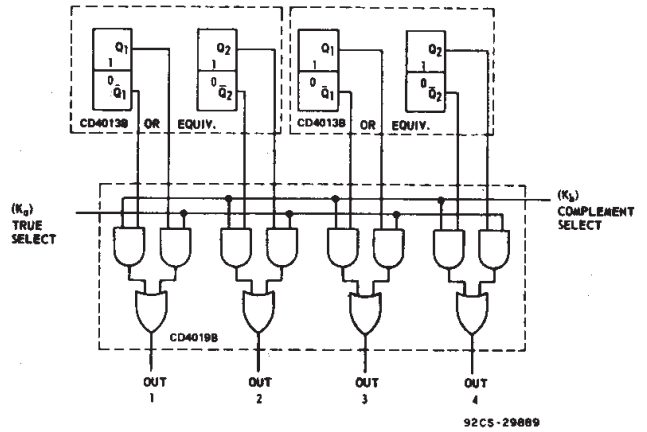 Q1 Q2 Q1 Q2
1 1 1 1
0 0 0 0
Q̄1 Q̄2 Q̄1 Q̄2
CD4013B OR EQUIV. CD4013B OR EQUIV.
(Ka) (Kb)
TRUE COMPLEMENT
SELECT SELECT
CD4019B
OUT OUT OUT OUT
1 2 3 4
92CS-29889